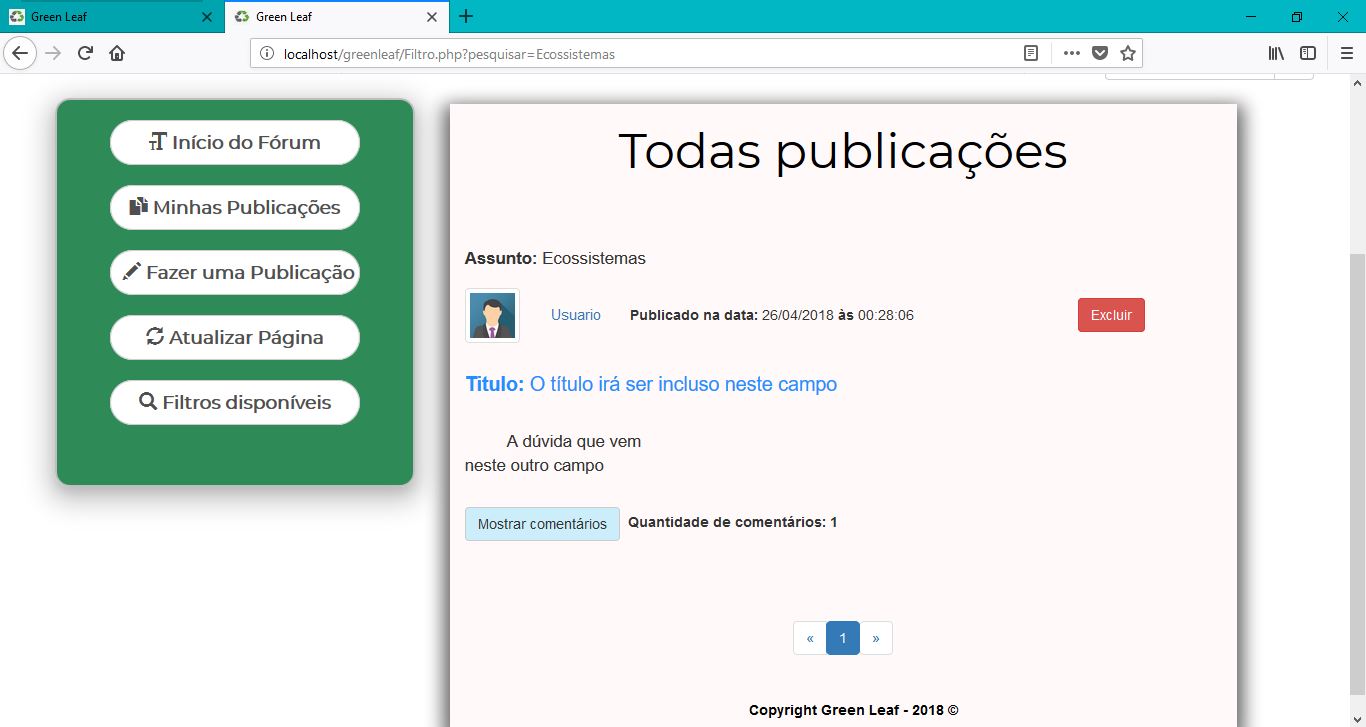 Green Leaf
Green Leaf
localhost/greenleaf/Filtro.php?pesquisar=Ecossistemas
Início do Fórum
Minhas Publicações
Fazer uma Publicação
Atualizar Página
Filtros disponíveis
Todas publicações
Assunto: Ecossistemas
Usuario Publicado na data: 26/04/2018 às 00:28:06 Excluir
Titulo: O título irá ser incluso neste campo
A dúvida que vem
neste outro campo
Mostrar comentários Quantidade de comentários: 1
« 1 »
Copyright Green Leaf - 2018 ©